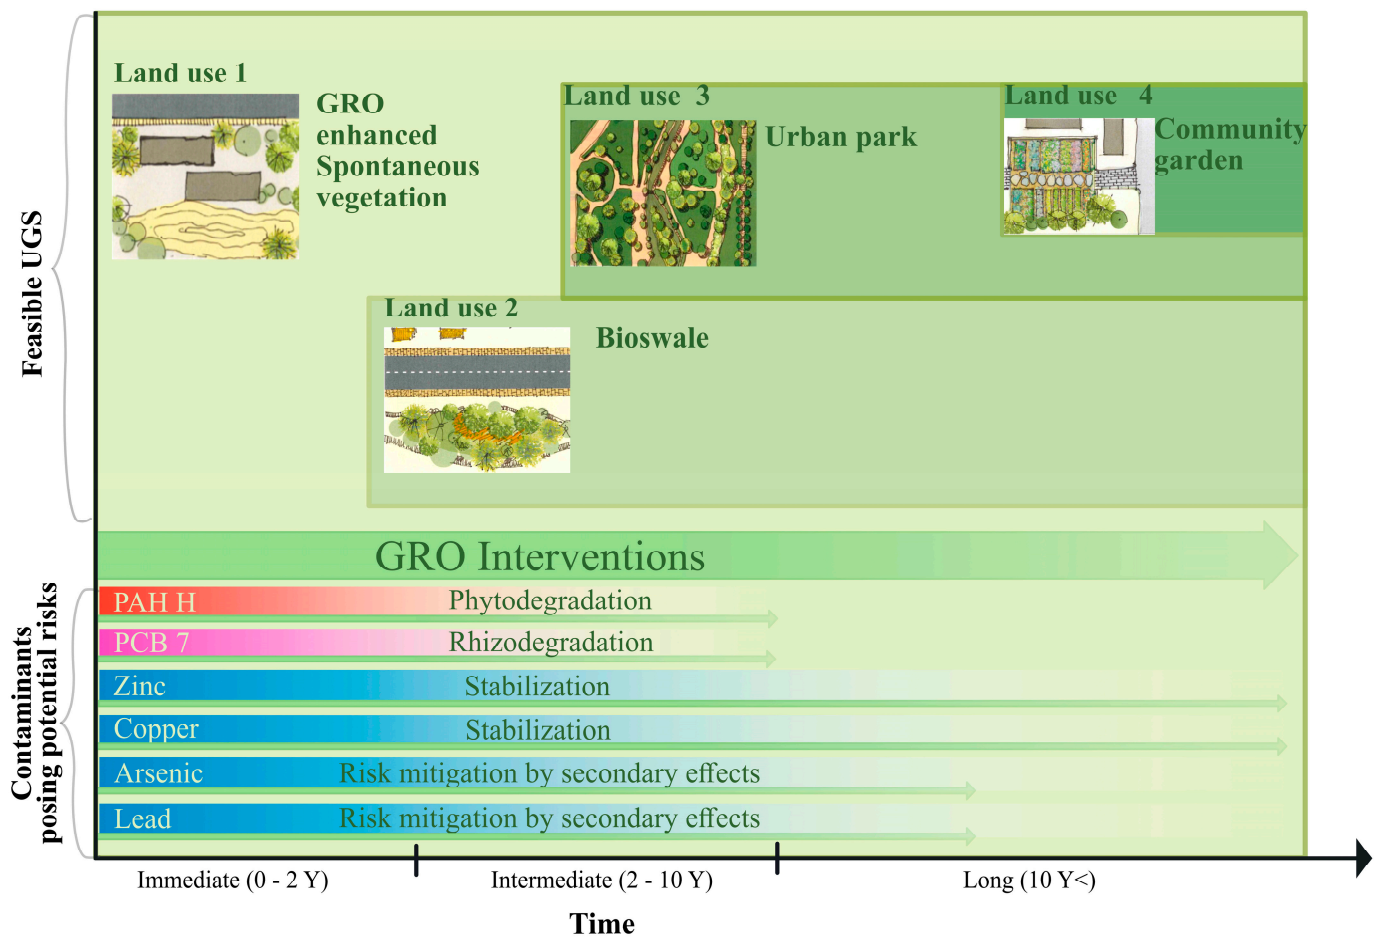 Feasible UGS
Land use 1
GRO
enhanced
Spontaneous
vegetation
Land use 2
Bioswale
Land use 3
Urban park
Land use 4
Community
garden
GRO Interventions
Contaminants
posing potential risks
PAH H Phytodegradation
PCB 7 Rhizodegradation
Zinc Stabilization
Copper Stabilization
Arsenic Risk mitigation by secondary effects
Lead Risk mitigation by secondary effects
Immediate (0 - 2 Y) Intermediate (2 - 10 Y) Long (10 Y<)
Time